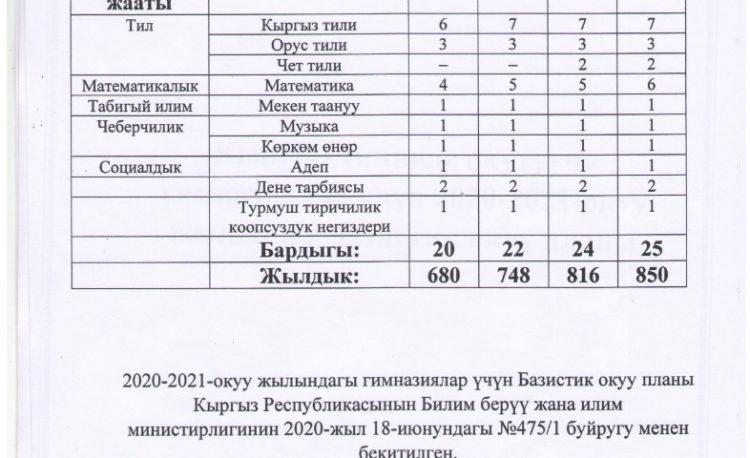 жааты
Тил Кыргыз тили 6 7 7 7
Орус тили 3 3 3 3
Чет тили – – 2 2
Математикалык Математика 4 5 5 6
Табигый илим Мекен таануу 1 1 1 1
Чеберчилик Музыка 1 1 1 1
Көркөм өнөр 1 1 1 1
Социалдык Адеп 1 1 1 1
Дене тарбиясы 2 2 2 2
Турмуш тиричилик 1 1 1 1
коопсуздук негиздери
Бардыгы: 20 22 24 25
Жылдык: 680 748 816 850
2020-2021-окуу жылындагы гимназиялар үчүн Базистик окуу планы
Кыргыз Республикасынын Билим берүү жана илим
министирлигинин 2020-жыл 18-июнундагы №475/1 буйругу менен
бекитилген.